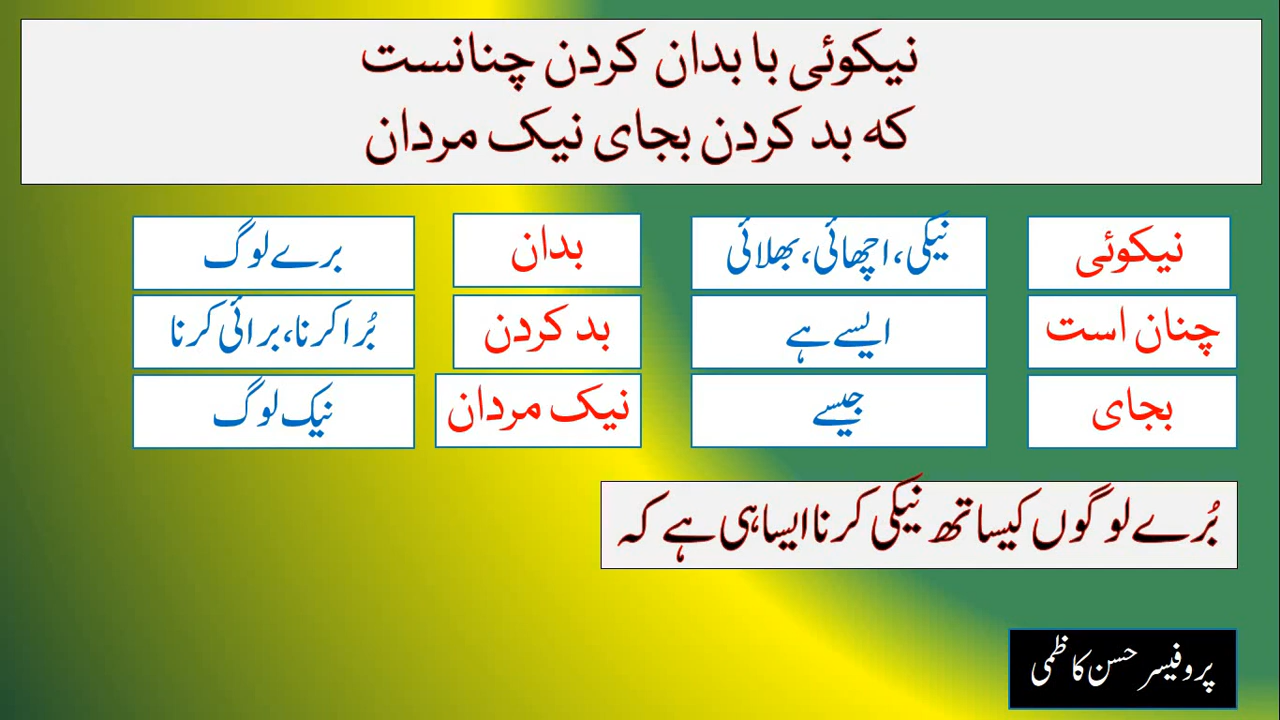 نیکوئی با بدان کردن چنانست
که بد کردن بجای نیک مردان
نیکوئی نیکی، اچھائی، بھلائی بدان برے لوگ
چنان است ایسے ہے بد کردن بُرا کرنا، برائی کرنا
بجای جیسے نیک مردان نیک لوگ
بُرے لوگوں کیساتھ نیکی کرنا ایسا ہی ہے کہ
پروفیسر حسن کاظمی